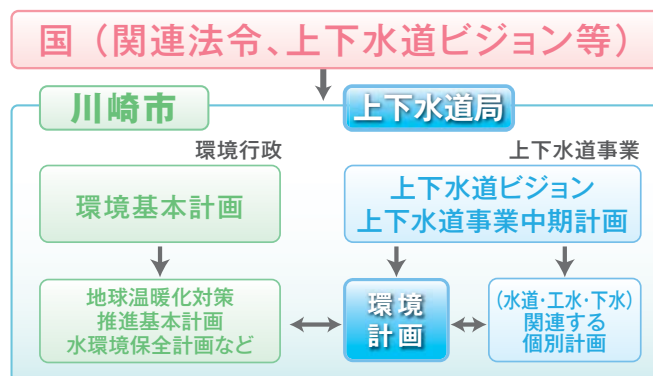 国（関連法令、上下水道ビジョン等）
川崎市
上下水道局
環境行政
上下水道事業
環境基本計画
上下水道ビジョン
上下水道事業中期計画
地球温暖化対策
推進基本計画
水環境保全計画など
環境
計画
（水道・工水・下水）
関連する
個別計画